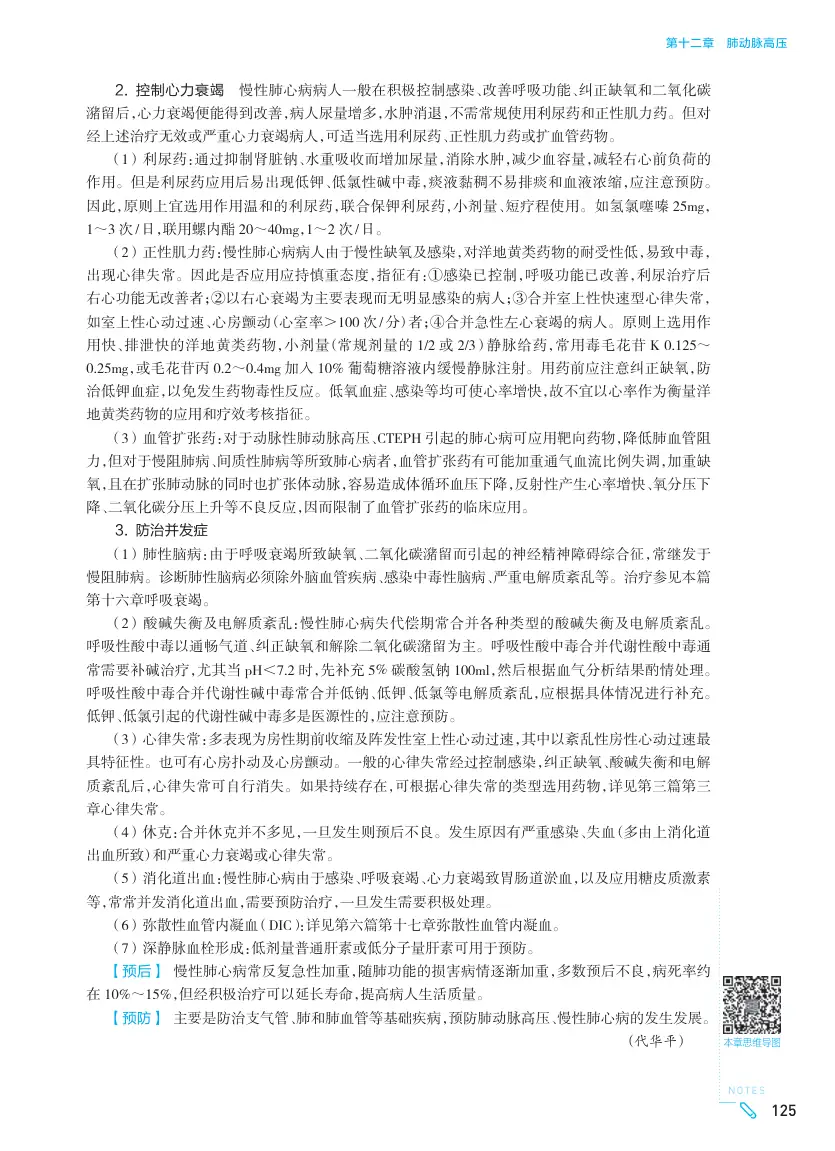 第十二章　肺动脉高压
2. 控制心力衰竭　慢性肺心病病人一般在积极控制感染、改善呼吸功能、纠正缺氧和二氧化碳
潴留后,心力衰竭便能得到改善,病人尿量增多,水肿消退,不需常规使用利尿药和正性肌力药。但对
经上述治疗无效或严重心力衰竭病人,可适当选用利尿药、正性肌力药或扩血管药物。
（1）利尿药:通过抑制肾脏钠、水重吸收而增加尿量,消除水肿,减少血容量,减轻右心前负荷的
作用。但是利尿药应用后易出现低钾、低氯性碱中毒,痰液黏稠不易排痰和血液浓缩,应注意预防。
因此,原则上宜选用作用温和的利尿药,联合保钾利尿药,小剂量、短疗程使用。如氢氯噻嗪 25mg,
1～3 次/日,联用螺内酯 20～40mg,1～2 次/日。
（2）正性肌力药:慢性肺心病病人由于慢性缺氧及感染,对洋地黄类药物的耐受性低,易致中毒,
出现心律失常。因此是否应用应持慎重态度,指征有:①感染已控制,呼吸功能已改善,利尿治疗后
右心功能无改善者;②以右心衰竭为主要表现而无明显感染的病人;③合并室上性快速型心律失常,
如室上性心动过速、心房颤动(心室率＞100 次/分)者;④合并急性左心衰竭的病人。原则上选用作
用快、排泄快的洋地黄类药物,小剂量(常规剂量的 1/2 或 2/3)静脉给药,常用毒毛花苷 K 0.125～
0.25mg,或毛花苷丙 0.2～0.4mg 加入 10% 葡萄糖溶液内缓慢静脉注射。用药前应注意纠正缺氧,防
治低钾血症,以免发生药物毒性反应。低氧血症、感染等均可使心率增快,故不宜以心率作为衡量洋
地黄类药物的应用和疗效考核指征。
（3）血管扩张药:对于动脉性肺动脉高压、CTEPH 引起的肺心病可应用靶向药物,降低肺血管阻
力,但对于慢阻肺病、间质性肺病等所致肺心病者,血管扩张药有可能加重通气血流比例失调,加重缺
氧,且在扩张肺动脉的同时也扩张体动脉,容易造成体循环血压下降,反射性产生心率增快、氧分压下
降、二氧化碳分压上升等不良反应,因而限制了血管扩张药的临床应用。
3. 防治并发症
（1）肺性脑病:由于呼吸衰竭所致缺氧、二氧化碳潴留而引起的神经精神障碍综合征,常继发于
慢阻肺病。诊断肺性脑病必须除外脑血管疾病、感染中毒性脑病、严重电解质紊乱等。治疗参见本篇
第十六章呼吸衰竭。
（2）酸碱失衡及电解质紊乱:慢性肺心病失代偿期常合并各种类型的酸碱失衡及电解质紊乱。
呼吸性酸中毒以通畅气道、纠正缺氧和解除二氧化碳潴留为主。呼吸性酸中毒合并代谢性酸中毒通
常需要补碱治疗,尤其当 pH＜7.2 时,先补充 5% 碳酸氢钠 100ml,然后根据血气分析结果酌情处理。
呼吸性酸中毒合并代谢性碱中毒常合并低钠、低钾、低氯等电解质紊乱,应根据具体情况进行补充。
低钾、低氯引起的代谢性碱中毒多是医源性的,应注意预防。
（3）心律失常:多表现为房性期前收缩及阵发性室上性心动过速,其中以紊乱性房性心动过速最
具特征性。也可有心房扑动及心房颤动。一般的心律失常经过控制感染,纠正缺氧、酸碱失衡和电解
质紊乱后,心律失常可自行消失。如果持续存在,可根据心律失常的类型选用药物,详见第三篇第三
章心律失常。
（4）休克:合并休克并不多见,一旦发生则预后不良。发生原因有严重感染、失血(多由上消化道
出血所致)和严重心力衰竭或心律失常。
（5）消化道出血:慢性肺心病由于感染、呼吸衰竭、心力衰竭致胃肠道淤血,以及应用糖皮质激素
等,常常并发消化道出血,需要预防治疗,一旦发生需要积极处理。
（6）弥散性血管内凝血(DIC):详见第六篇第十七章弥散性血管内凝血。
（7）深静脉血栓形成:低剂量普通肝素或低分子量肝素可用于预防。
【预后】 慢性肺心病常反复急性加重,随肺功能的损害病情逐渐加重,多数预后不良,病死率约
在 10%～15%,但经积极治疗可以延长寿命,提高病人生活质量。
【预防】 主要是防治支气管、肺和肺血管等基础疾病,预防肺动脉高压、慢性肺心病的发生发展。
（代华平）
本章思维导图
NOTES
125